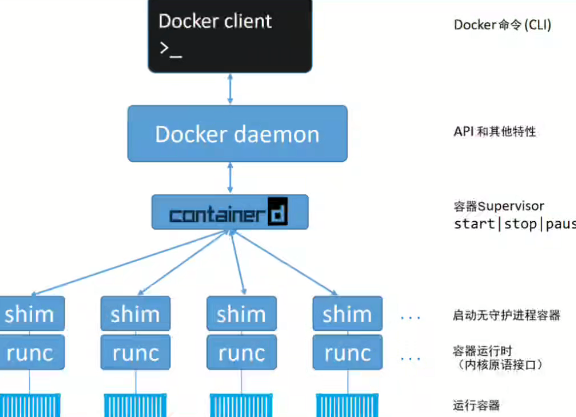 Docker client
>_
Docker命令(CLI)
Docker daemon
API 和其他特性
containerd
容器Supervisor
start|stop|paus
shim shim shim shim ... 启动无守护进程容器
runc runc runc runc ... 容器运行时
（内核原语接口）
运行容器